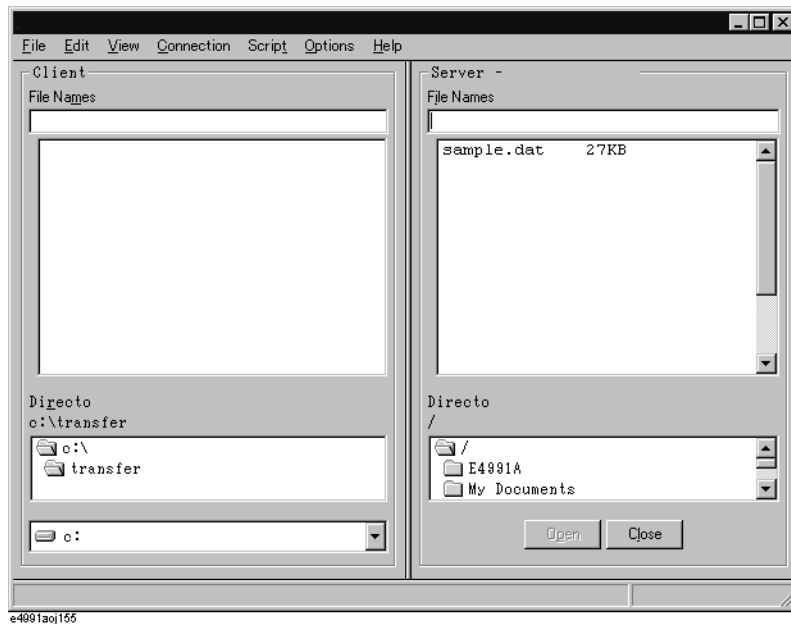 File Edit View Connection Script Options Help
Client
File Names
Directo
c:\transfer
c:\
transfer
c:
Server -
File Names
sample.dat 27KB
Directo
/
/
E4991A
My Documents
Open Close
e4991aoj155